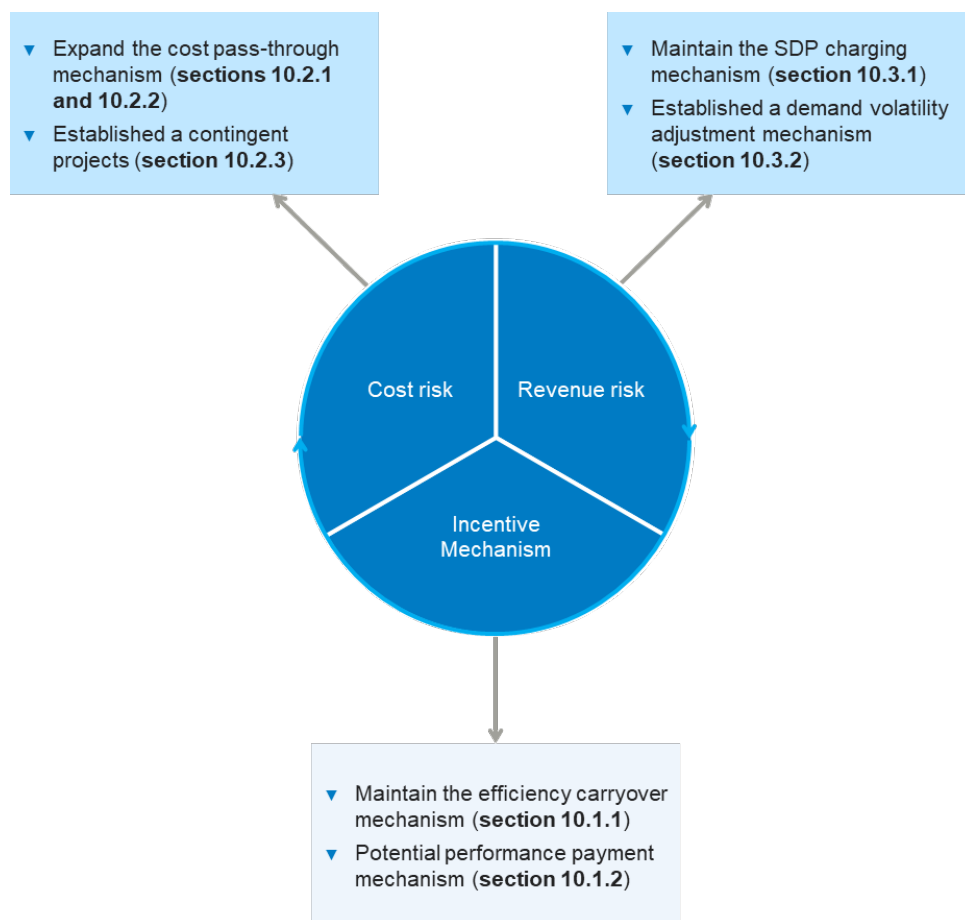 Expand the cost pass-through
mechanism (sections 10.2.1
and 10.2.2)
Established a contingent
projects (section 10.2.3)
Maintain the SDP charging
mechanism (section 10.3.1)
Established a demand volatility
adjustment mechanism
(section 10.3.2)
Cost risk
Revenue risk
Incentive
Mechanism
Maintain the efficiency carryover
mechanism (section 10.1.1)
Potential performance payment
mechanism (section 10.1.2)